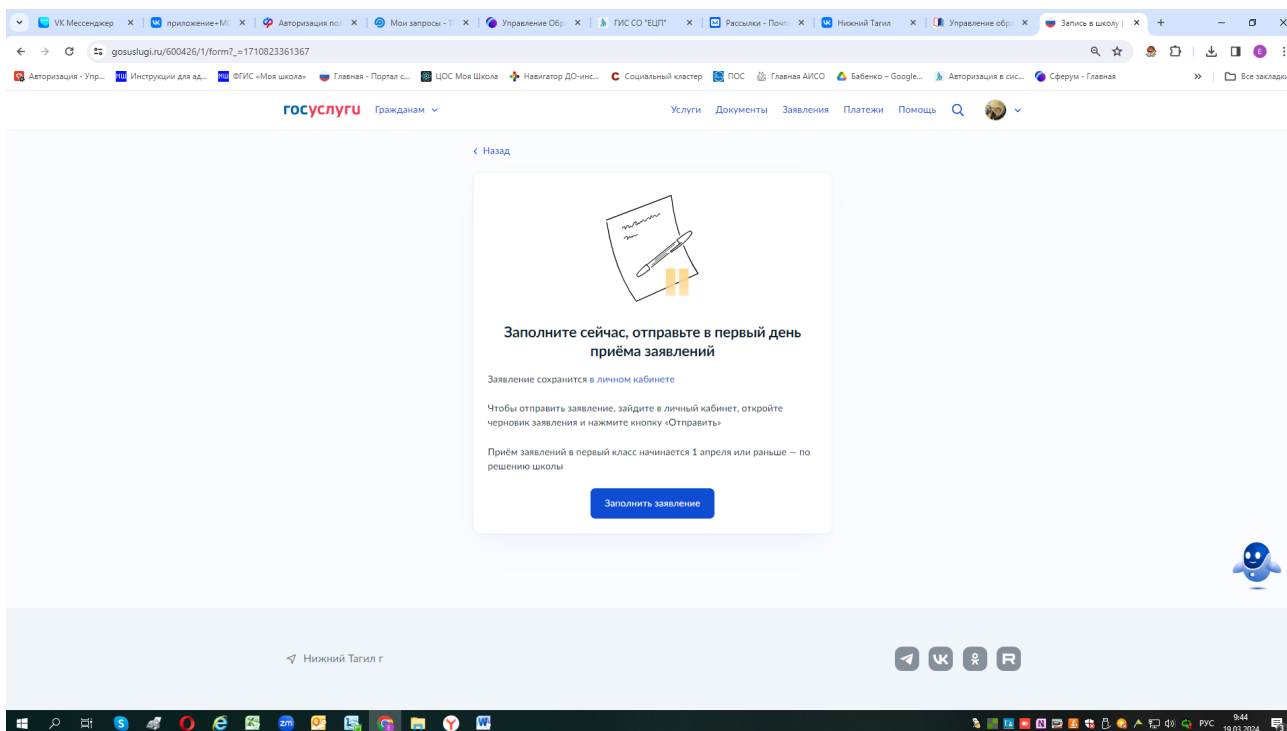 VK Мессенджер
приложение+МС
Авторизация пол
Мои запросы - Т
Управление Обр
ГИС СО "ЕЦП"
Рассылки - Почт
Нижний Тагил
Управление обр
Запись в школу |
gosuslugi.ru/600426/1/form?_=1710823361367
Авторизация - Упр...
Инструкции для ад...
ФГИС «Моя школа»
Главная - Портал с...
ЦОС Моя Школа
Навигатор ДО-инс...
Социальный кластер
ПОС
Главная АИСО
Бабенко – Google...
Авторизация в сис...
Сферум - Главная
»
Все закладки
госуслуги Гражданам
Услуги Документы Заявления Платежи Помощь
Назад
Заполните сейчас, отправьте в первый день
приёма заявлений
Заявление сохранится в личном кабинете
Чтобы отправить заявление, зайдите в личный кабинет, откройте
черновик заявления и нажмите кнопку «Отправить»
Приём заявлений в первый класс начинается 1 апреля или раньше — по
решению школы
Заполнить заявление
Нижний Тагил г
РУС
9:44
19.03.2024